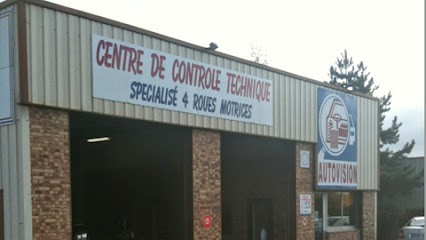 CENTRE DE CONTROLE TECHNIQUE
SPECIALISÉ 4 ROUES MOTRICES
AUTOVISION